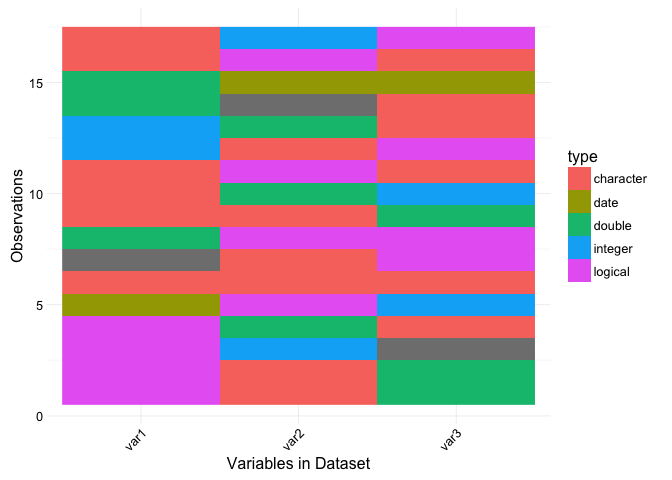 15
10
5
0
Observations
var1
var2
var3
Variables in Dataset
type
character
date
double
integer
logical